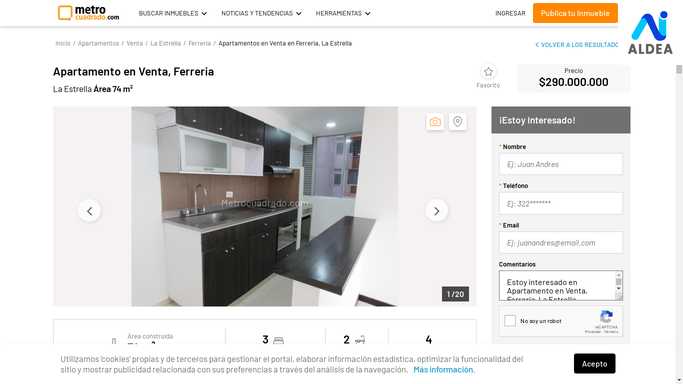 metro
cuadrado.com
BUSCAR INMUEBLES
NOTICIAS Y TENDENCIAS
HERRAMIENTAS
INGRESAR
Publica tu Inmueble
AI
ALDEA
Inicio / Apartamentos / Venta / La Estrella / Ferreria / Apartamentos en Venta en Ferreria, La Estrella
VOLVER A LOS RESULTADO
Apartamento en Venta, Ferreria
La Estrella Área 74 m²
Favorito
Precio
$290.000.000
Metrocuadrado.com
1 / 20
¡Estoy Interesado!
* Nombre
Ej: Juan Andres
* Teléfono
Ej: 322*******
* Email
Ej: juanandres@email.com
Comentarios
Estoy interesado en
Apartamento en Venta,
Ferreria, La Estrella
No soy un robot
reCAPTCHA
Privacidad - Términos
Área construida
3
2
4
Utilizamos 'cookies' propias y de terceros para gestionar el portal, elaborar información estadística, optimizar la funcionalidad del
sitio y mostrar publicidad relacionada con sus preferencias a través del análisis de la navegación. Más información.
Acepto